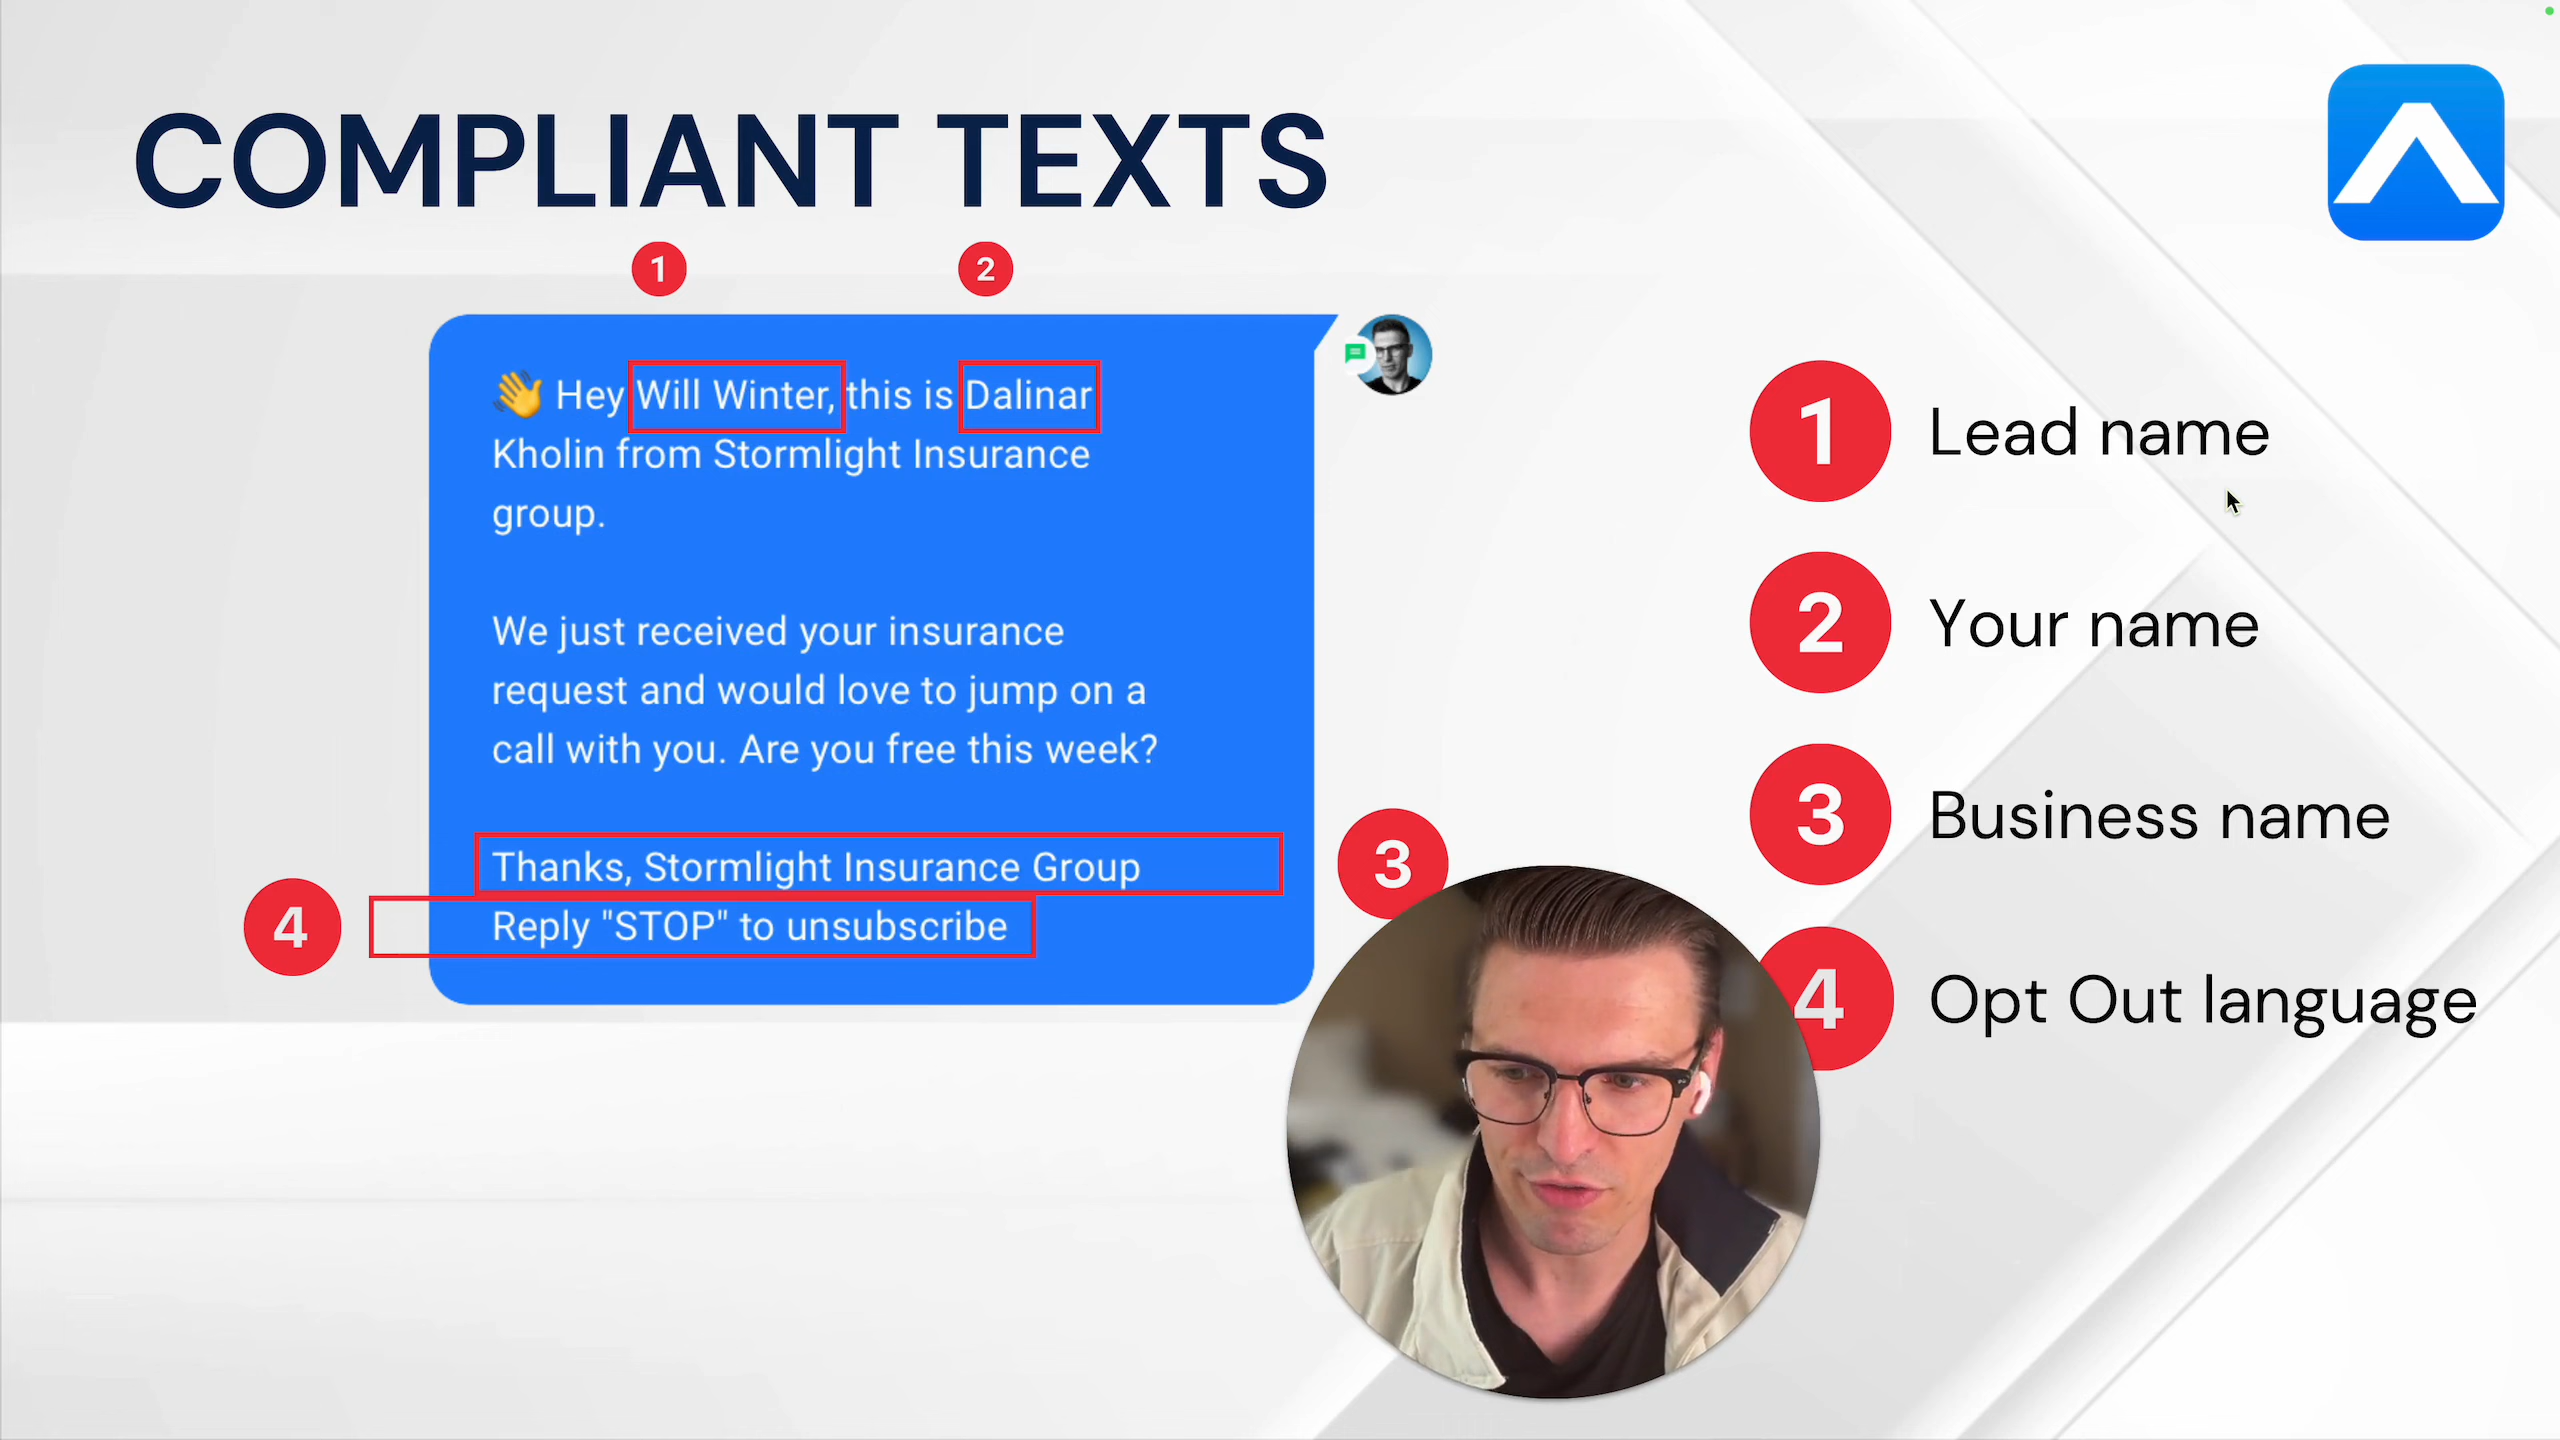 COMPLIANT TEXTS
1
2
👋 Hey Will Winter, this is Dalinar
Kholin from Stormlight Insurance
group.
We just received your insurance
request and would love to jump on a
call with you. Are you free this week?
Thanks, Stormlight Insurance Group
3
4
Reply "STOP" to unsubscribe
1 Lead name
2 Your name
3 Business name
4 Opt Out language